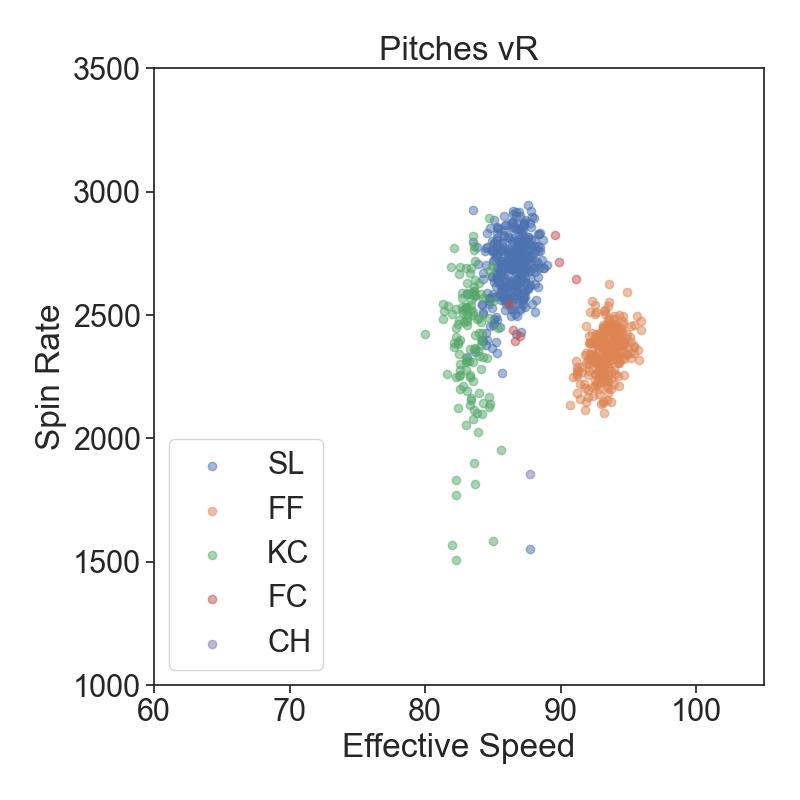 Pitches vR
3500
3000
2500
2000
1500
1000
Spin Rate
SL
FF
KC
FC
CH
60 70 80 90 100
Effective Speed